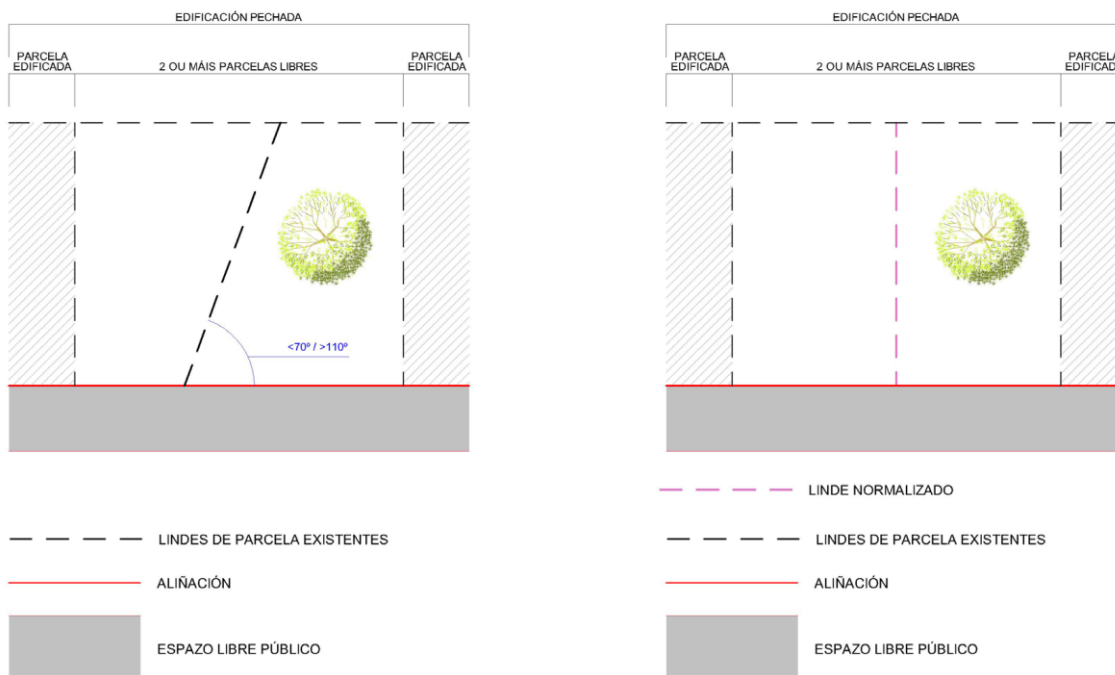 EDIFICACIÓN PECHADA
PARCELA
EDIFICADA
2 OU MÁIS PARCELAS LIBRES
PARCELA
EDIFICADA
<70º / >110º
LINDES DE PARCELA EXISTENTES
ALIÑACIÓN
ESPAZO LIBRE PÚBLICO
EDIFICACIÓN PECHADA
PARCELA
EDIFICADA
2 OU MÁIS PARCELAS LIBRES
PARCELA
EDIFICAD
LINDE NORMALIZADO
LINDES DE PARCELA EXISTENTES
ALIÑACIÓN
ESPAZO LIBRE PÚBLICO